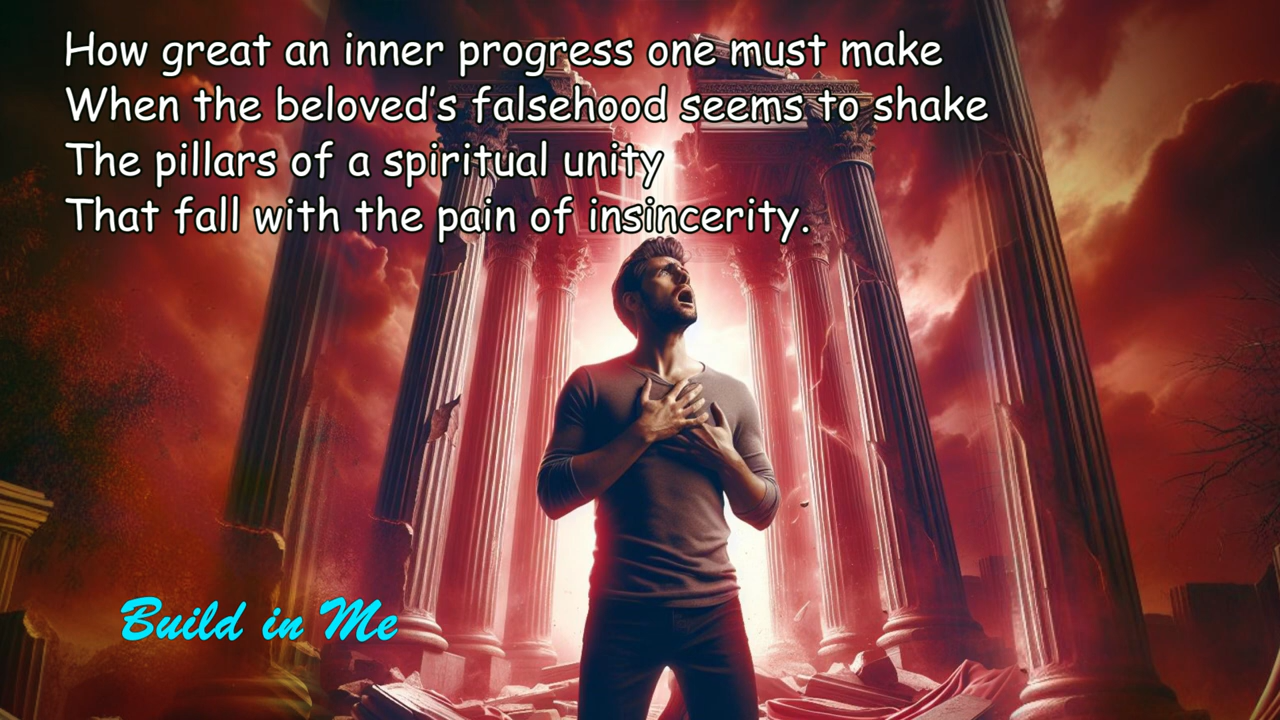 How great an inner progress one must make
When the beloved's falsehood seems to shake
The pillars of a spiritual unity
That fall with the pain of insincerity.
Build in Me